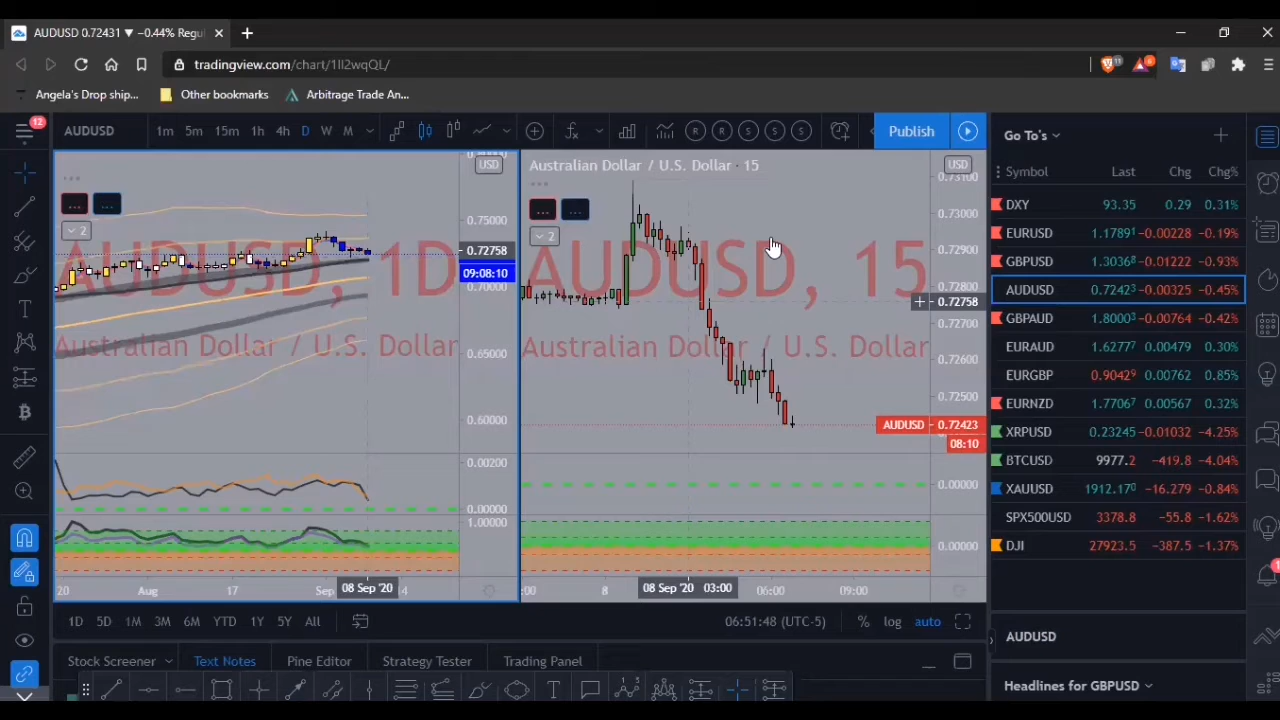 AUDUSD 0.72431 ▼ −0.44% Regu
tradingview.com/chart/1II2wqQL/
11
6
Angela's Drop ship...
Other bookmarks
Arbitrage Trade An...
12
AUDUSD
1m 5m 15m 1h 4h D W M
R R S S S
Publish
Go To's
USD
0.75000
0.72758
09:08:10
0.70000
0.65000
0.60000
0.00200
0.00000
1.00000
2
AUDUSD, 1D
Australian Dollar / U.S. Dollar
20 Aug 17 Sep 08 Sep '20 4
Australian Dollar / U.S. Dollar · 15
USD
2
AUDUSD, 15
Australian Dollar / U.S. Dollar
0.73100
0.73000
0.72900
0.72800
0.72758
0.72700
0.72600
0.72500
AUDUSD 0.72423
08:10
0.00000
0.00000
:00 8 08 Sep '20 03:00 06:00 09:00
Symbol Last Chg Chg%
DXY 93.35 0.29 0.31%
EURUSD 1.17891 −0.00228 −0.19%
GBPUSD 1.30368 −0.01222 −0.93%
AUDUSD 0.72423 −0.00325 −0.45%
GBPAUD 1.80003 −0.00764 −0.42%
EURAUD 1.62777 0.00479 0.30%
EURGBP 0.90429 0.00762 0.85%
EURNZD 1.77067 0.00567 0.32%
XRPUSD 0.23245 −0.01032 −4.25%
BTCUSD 9977.2 −419.8 −4.04%
XAUUSD 1912.170 −16.279 −0.84%
SPX500USD 3378.8 −55.8 −1.62%
DJI 27923.5 −387.5 −1.37%
1D 5D 1M 3M 6M YTD 1Y 5Y All
06:51:48 (UTC-5) % log auto
AUDUSD
Stock Screener Text Notes Pine Editor Strategy Tester Trading Panel
Headlines for GBPUSD